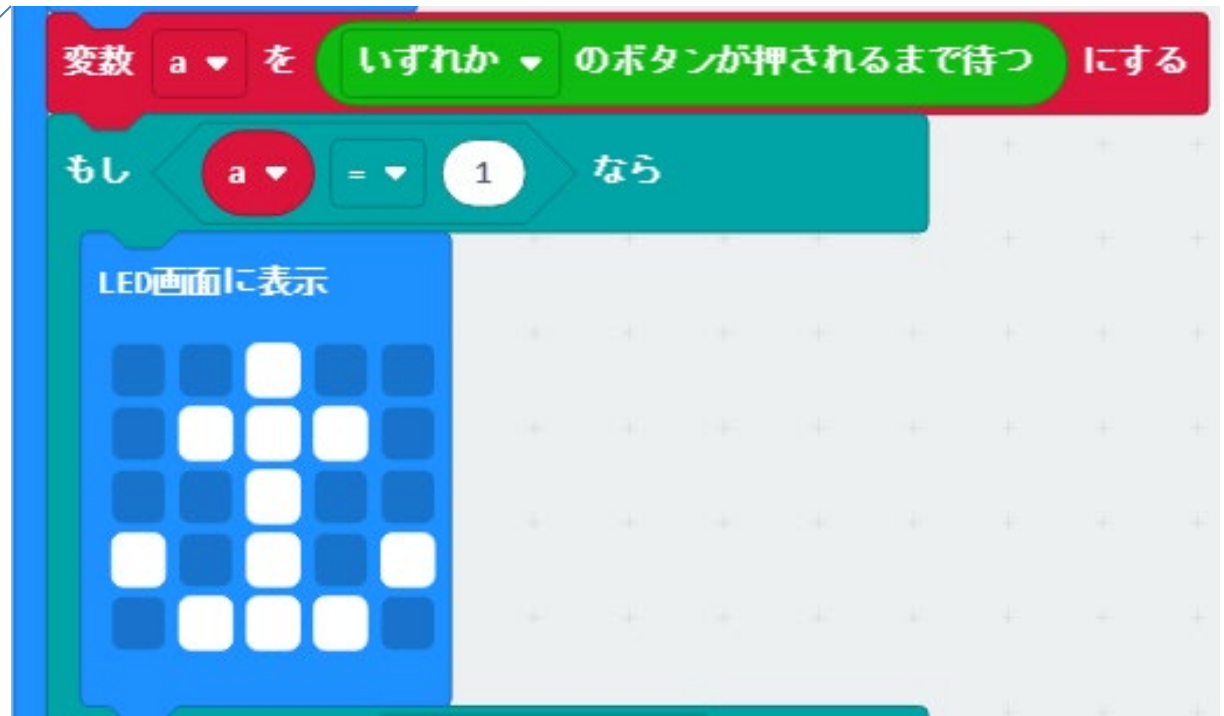 変数 a を いずれか のボタンが押されるまで待つ にする
もし a = 1 なら
LED画面に表示